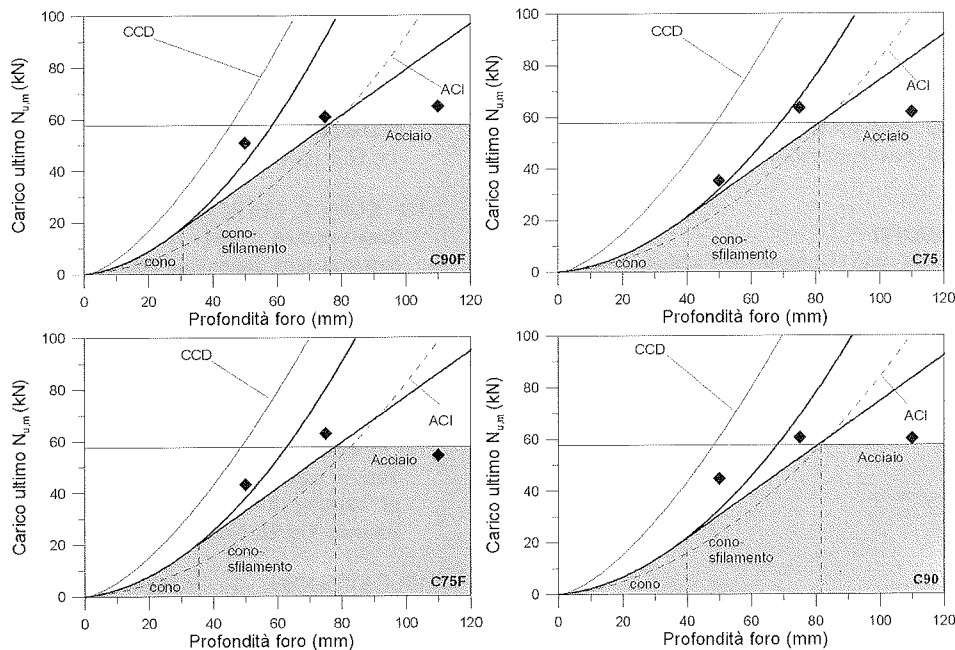 100
80
60
40
20
0
Carico ultimo Nu,m (kN)
CCD
ACI
Acciaio
cono-
sfilamento
cono
C90F
0 20 40 60 80 100 120
Profondità foro (mm)
100
80
60
40
20
0
Carico ultimo Nu,m (kN)
CCD
ACI
Acciaio
cono-
sfilamento
cono
C75
0 20 40 60 80 100 120
Profondità foro (mm)
100
80
60
40
20
0
Carico ultimo Nu,m (kN)
CCD
ACI
Acciaio
cono-
sfilamento
cono
C75F
0 20 40 60 80 100 120
Profondità foro (mm)
100
80
60
40
20
0
Carico ultimo Nu,m (kN)
CCD
ACI
Acciaio
cono-
sfilamento
cono
C90
0 20 40 60 80 100 120
Profondità foro (mm)